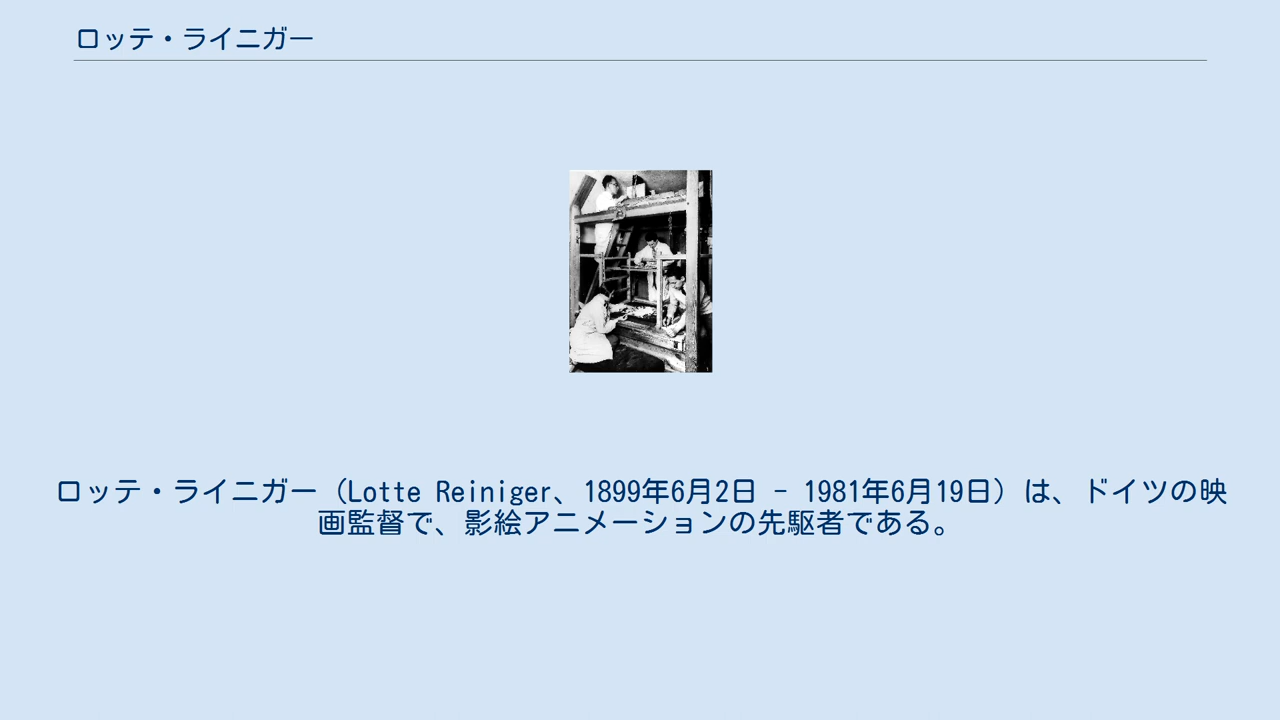 ロッテ・ライニガー
ロッテ・ライニガー（Lotte Reiniger、1899年6月2日 - 1981年6月19日）は、ドイツの映
画監督で、影絵アニメーションの先駆者である。